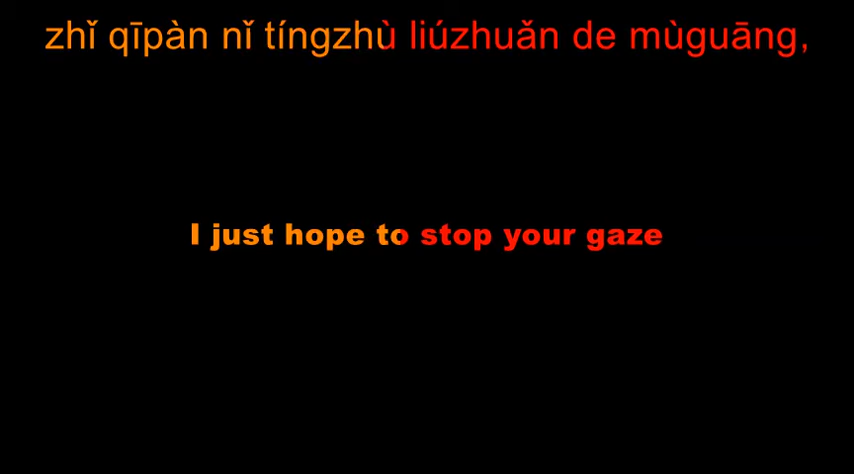 zhǐ qīpàn nǐ tíngzhù liúzhuǎn de mùguāng,
I just hope to stop your gaze